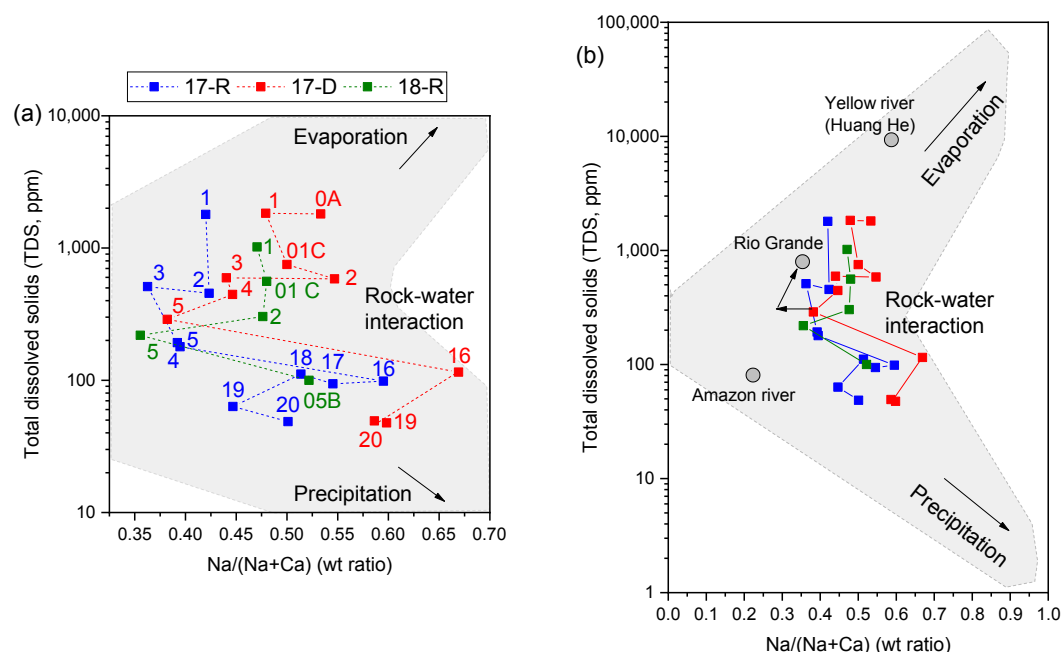 17-R 17-D 18-R
(a)
Total dissolved solids (TDS, ppm)
10,000
1,000
100
10
Evaporation
1
1
0A
01C
3
2
3
2
4
1
01 C
2
5
5
4
5
18
17
16
16
19
20
05B
20
19
Rock-water
interaction
Precipitation
0.35 0.40 0.45 0.50 0.55 0.60 0.65 0.70
Na/(Na+Ca) (wt ratio)
(b)
Total dissolved solids (TDS, ppm)
100,000
10,000
1,000
100
10
1
Yellow river
(Huang He)
Evaporation
Rio Grande
Rock-water
interaction
Amazon river
Precipitation
0.0 0.1 0.2 0.3 0.4 0.5 0.6 0.7 0.8 0.9 1.0
Na/(Na+Ca) (wt ratio)